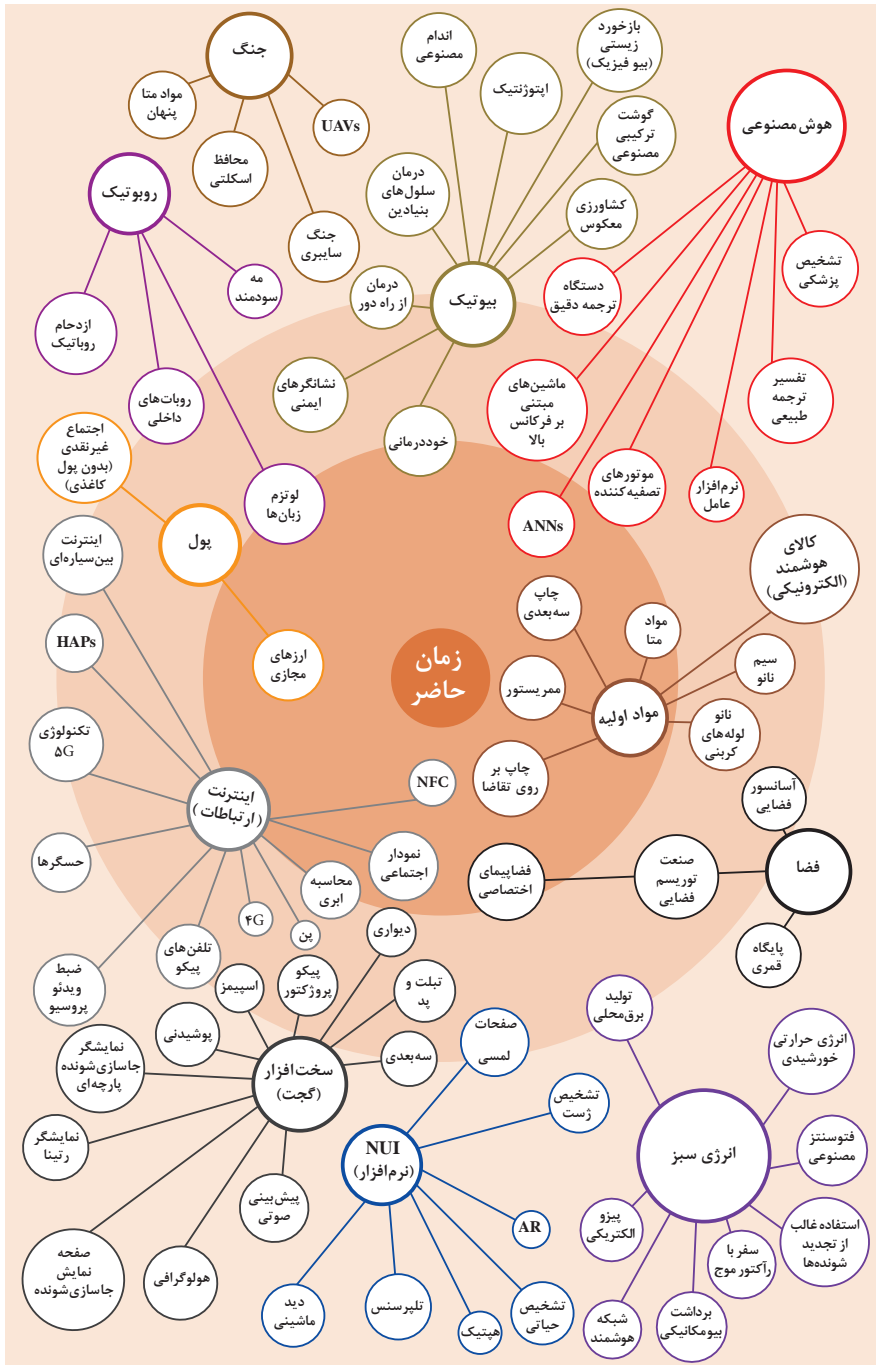 جنگ
مواد متا
پنهان
محافظ
اسکلتی
UAVs
جنگ
سایبری
اندام
مصنوعی
بازخورد
زیستی
(بیو فیزیک)
اپتوژنتیک
گوشت
ترکیبی
مصنوعی
درمان
سلول‌های
بنیادین
کشاورزی
معکوس
بیوتیک
درمان
از راه دور
نشانگرهای
ایمنی
خوددرمانی
هوش مصنوعی
تشخیص
پزشکی
دستگاه
ترجمه دقیق
تفسیر
ترجمه
طبیعی
ماشین‌های
مبتنی
بر فرکانس
بالا
موتورهای
تصفیه‌کننده
نرم‌افزار
عامل
ANNs
روبوتیک
مه
سودمند
ازدحام
روباتیک
روبات‌های
داخلی
لوتزم
زبان‌ها
اجتماع
غیرنقدی
(بدون پول
کاغذی)
پول
ارزهای
مجازی
زمان
حاضر
کالای
هوشمند
(الکترونیکی)
چاپ
سه‌بعدی
مواد
متا
سیم
نانو
ممریستور
مواد اولیه
نانو
لوله‌های
کربنی
چاپ بر
روی تقاضا
اینترنت
بین‌سیاره‌ای
HAPs
تکنولوژی
۵G
اینترنت
(ارتباطات)
NFC
حسگرها
نمودار
اجتماعی
محاسبه
ابری
۴G
پن
تلفن‌های
پیکو
ضبط
ویدئو
پروسیو
آسانسور
فضایی
فضا
صنعت
توریسم
فضایی
فضاپیمای
اختصاصی
پایگاه
قمری
دیواری
پیکو
پروژکتور
اسپیمز
تبلت و
پد
پوشیدنی
سه‌بعدی
سخت‌افزار
(گجت)
نمایشگر
جاسازی‌شونده
پارچه‌ای
نمایشگر
رتینا
پیش‌بینی
صوتی
صفحه
نمایش
جاسازی‌شونده
هولوگرافی
صفحات
لمسی
تشخیص
ژست
NUI
(نرم‌افزار)
AR
دید
ماشینی
تلپرسنس
هپتیک
تشخیص
حیاتی
تولید
برق‌محلی
انرژی حرارتی
خورشیدی
انرژی سبز
فتوسنتز
مصنوعی
پیزو
الکتریکی
استفاده غالب
از تجدید
شونده‌ها
سفر با
رآکتور موج
شبکه
هوشمند
برداشت
بیومکانیکی